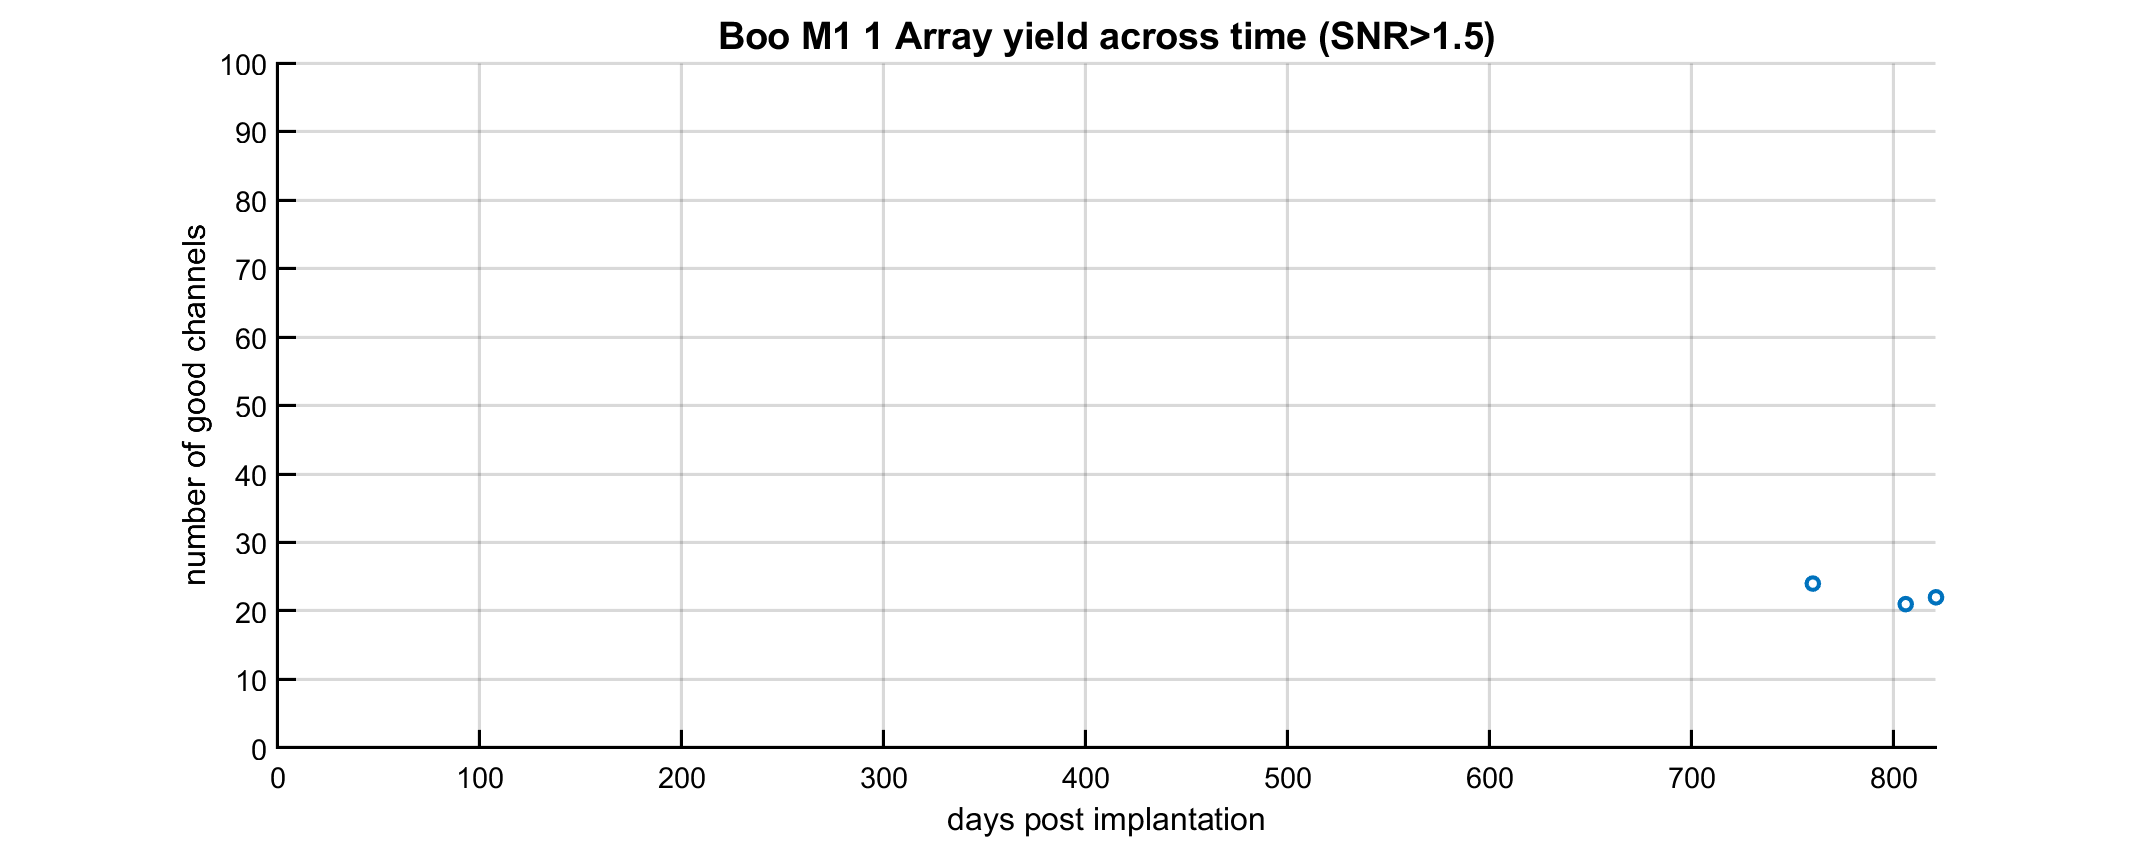 Boo M1 1 Array yield across time (SNR>1.5)
100
90
80
70
60
50
40
30
20
10
0
number of good channels
0 100 200 300 400 500 600 700 800
days post implantation